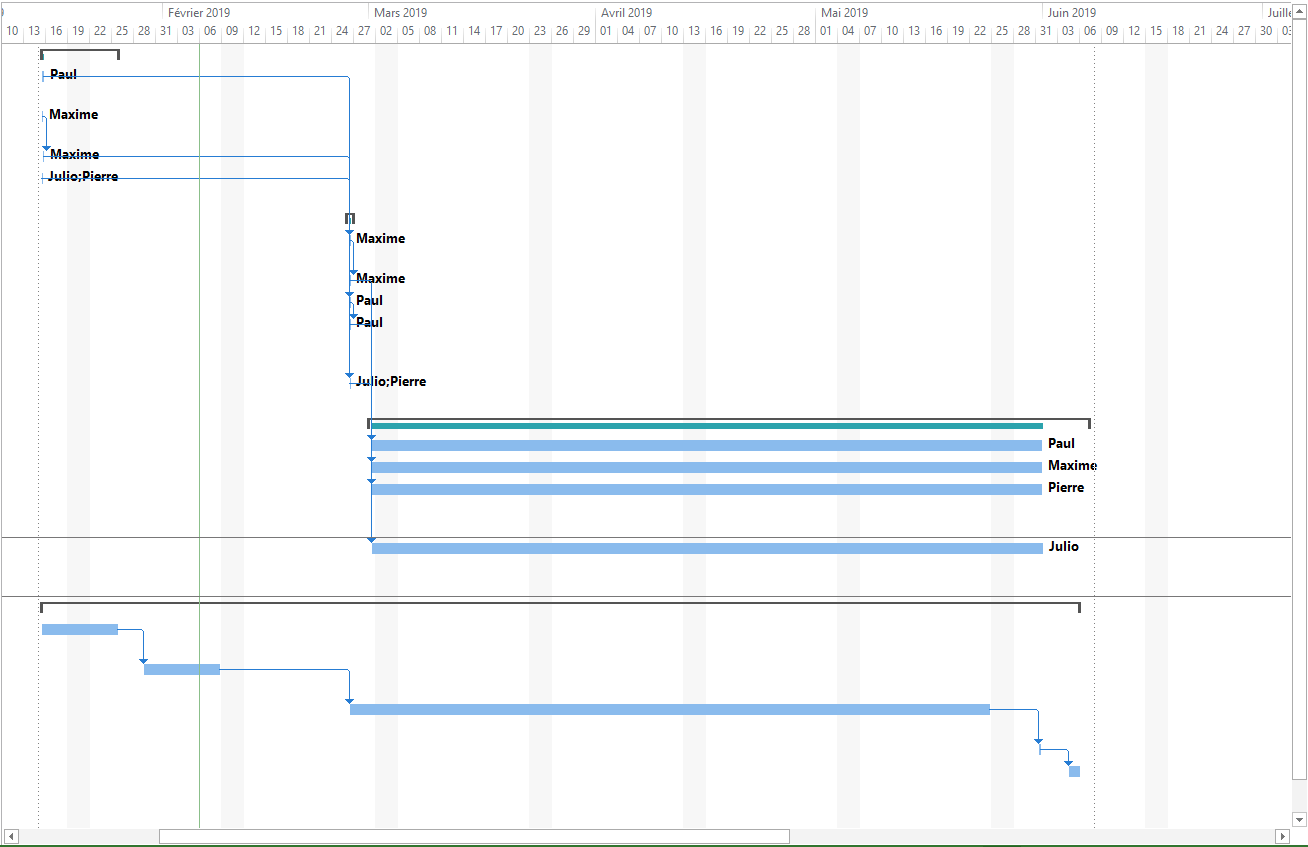 9 Février 2019 Mars 2019 Avril 2019 Mai 2019 Juin 2019 Juille
10 13 16 19 22 25 28 31 03 06 09 12 15 18 21 24 27 02 05 08 11 14 17 20 23 26 29 01 04 07 10 13 16 19 22 25 28 01 04 07 10 13 16 19 22 25 28 31 03 06 09 12 15 18 21 24 27 30 03
Paul
Maxime
Maxime
Julio;Pierre
Maxime
Maxime
Paul
Paul
Julio;Pierre
Paul
Maxime
Pierre
Julio